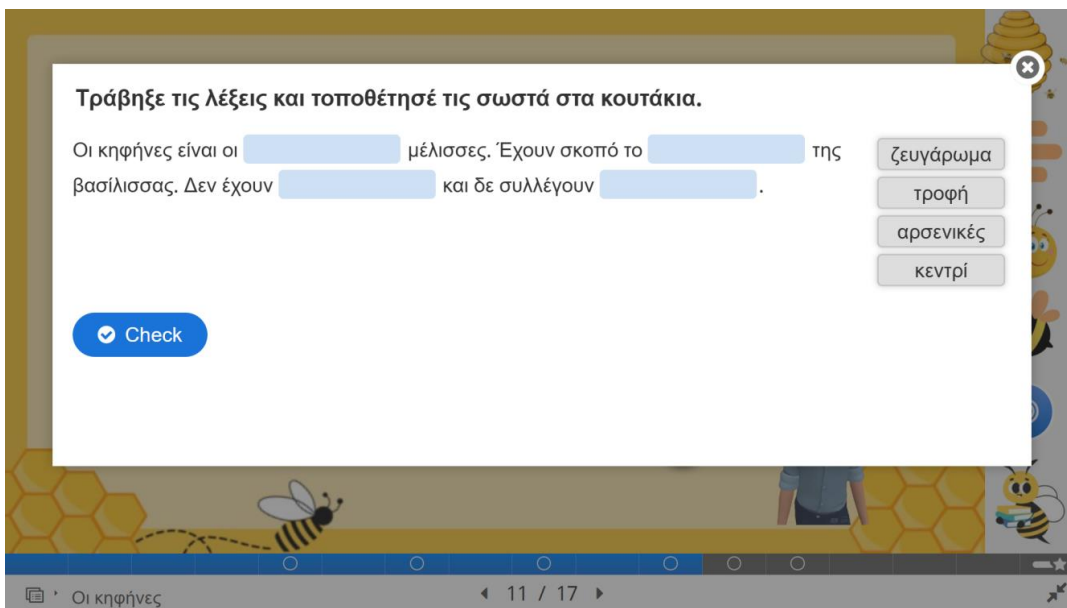 Τράβηξε τις λέξεις και τοποθέτησέ τις σωστά στα κουτάκια.
Οι κηφήνες είναι οι μέλισσες. Έχουν σκοπό το της
βασίλισσας. Δεν έχουν και δε συλλέγουν .
ζευγάρωμα
τροφή
αρσενικές
κεντρί
Check
Οι κηφήνες
11 / 17